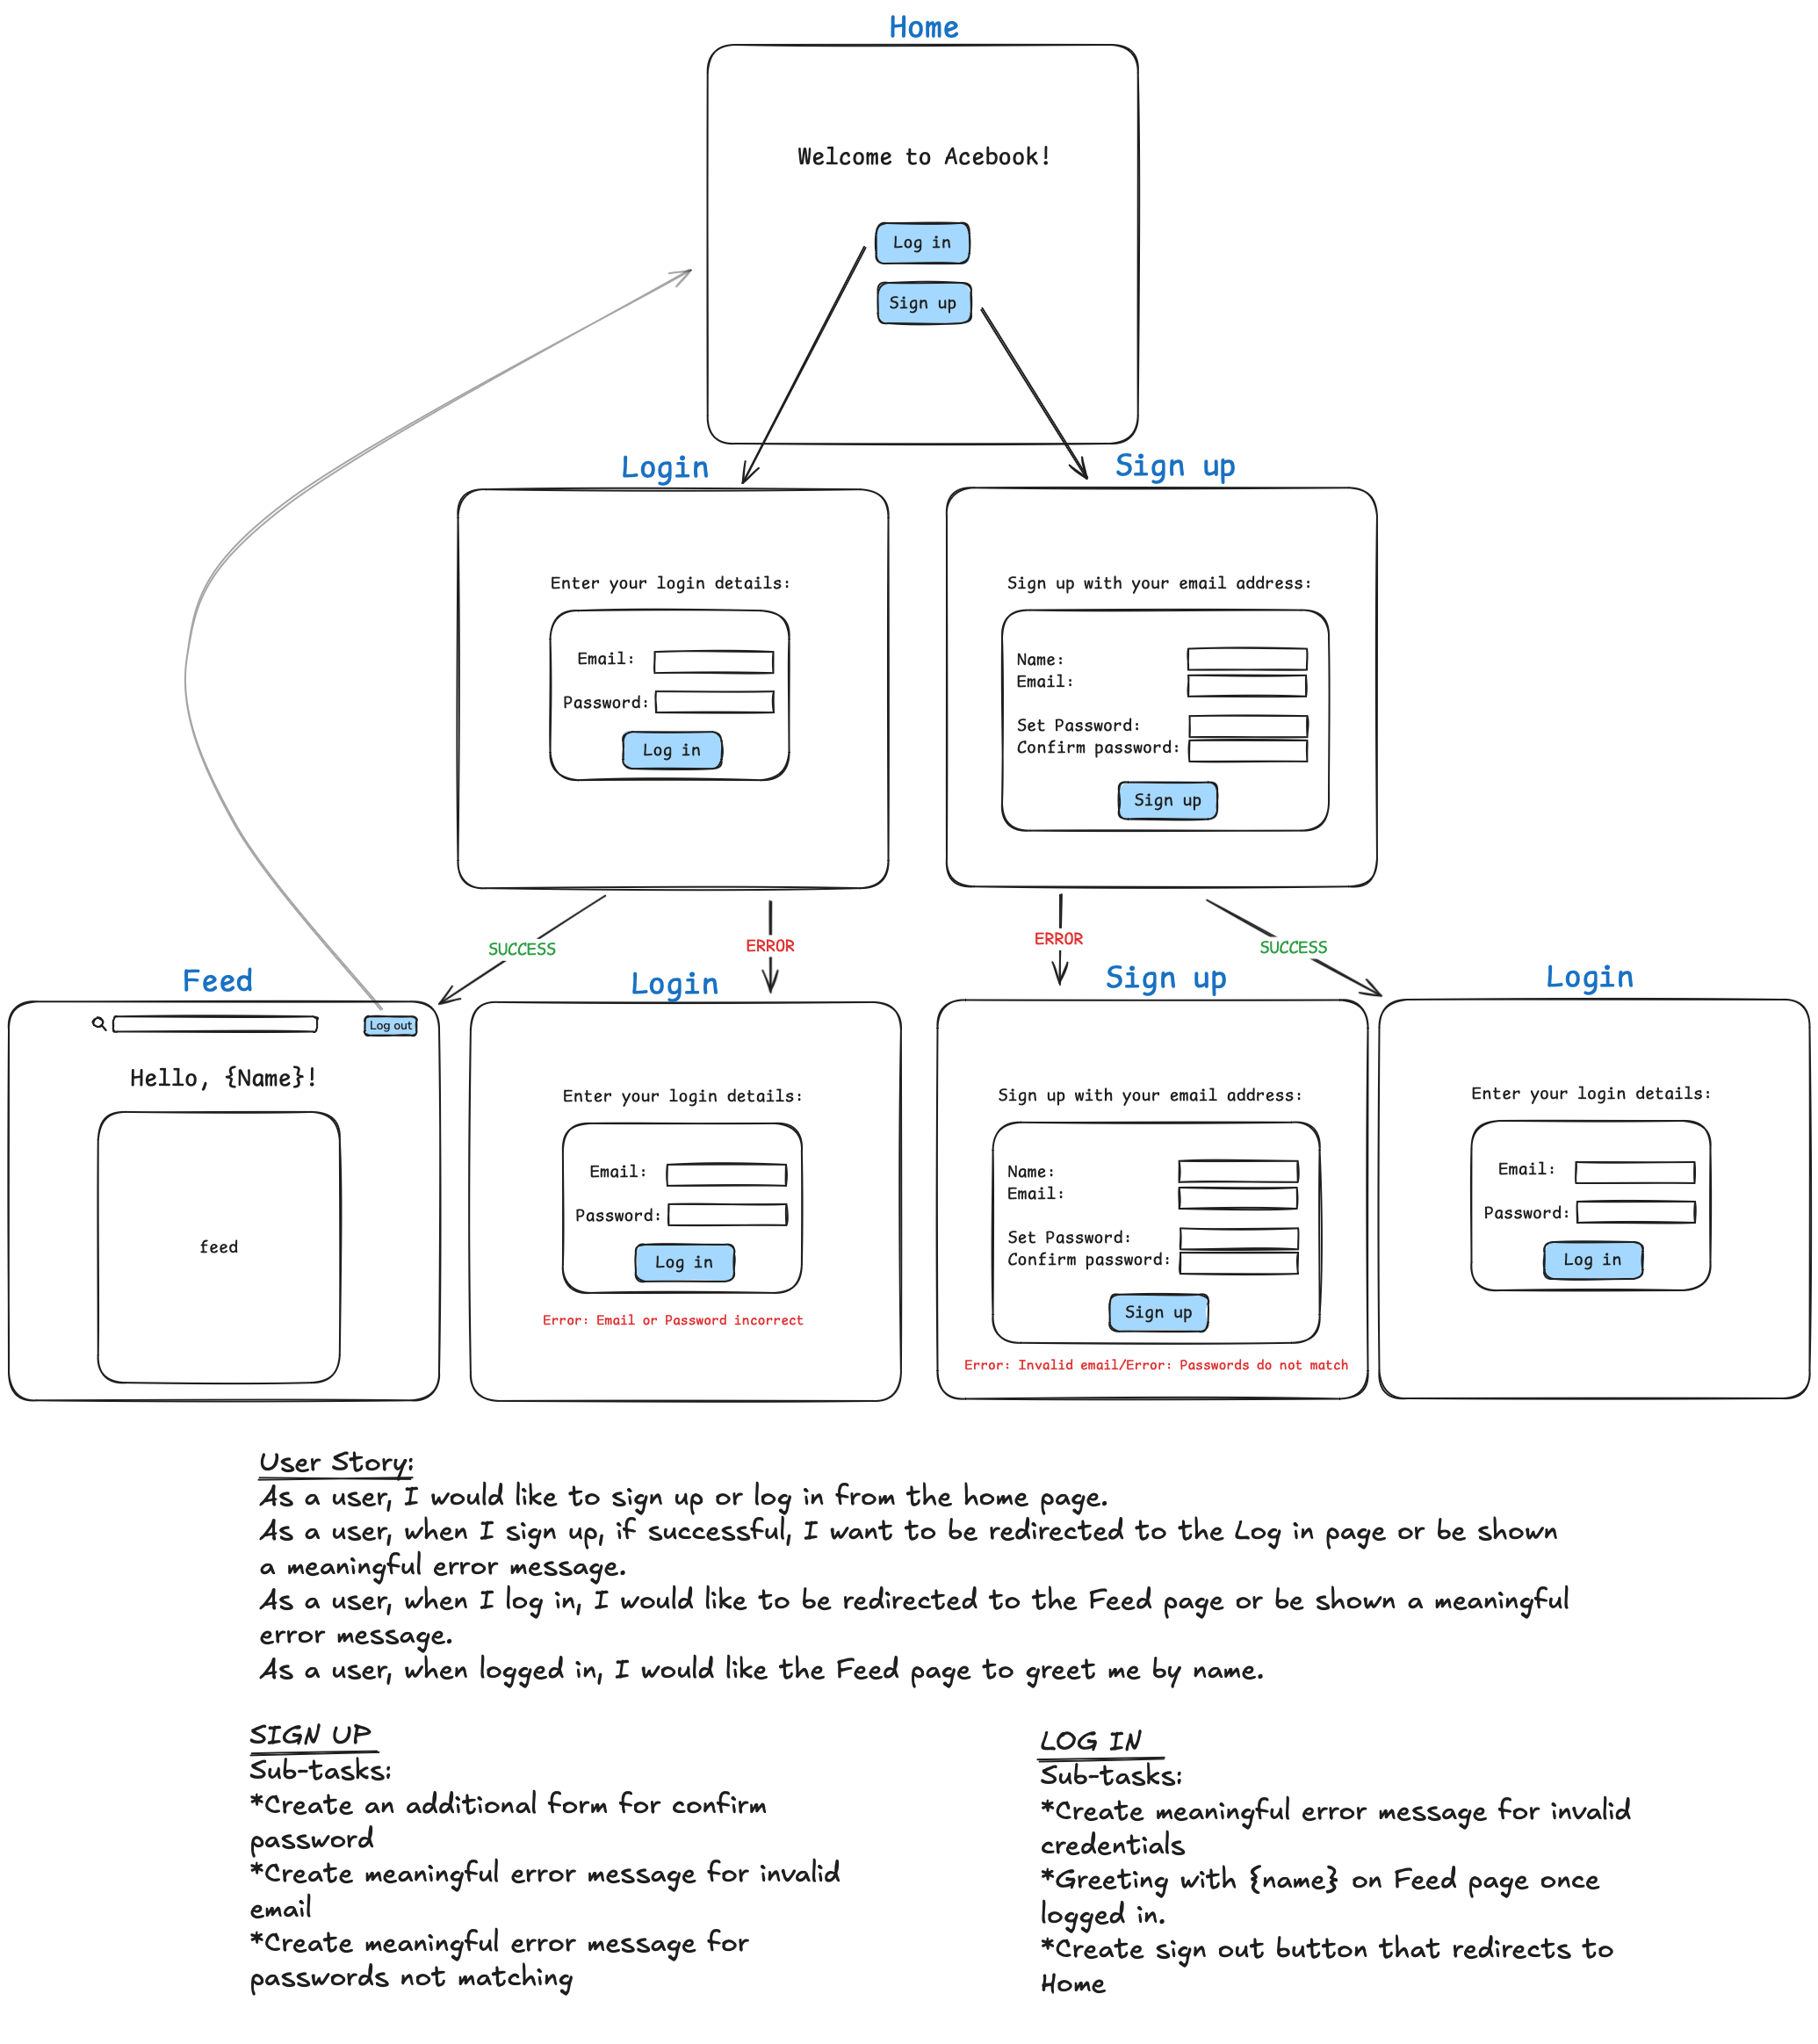 Home
Welcome to Acebook!
Log in
Sign up
Login
Enter your login details:
Email:
Password:
Log in
Sign up
Sign up with your email address:
Name:
Email:
Set Password:
Confirm password:
Sign up
SUCCESS
ERROR
ERROR
SUCCESS
Feed
Log out
Hello, {Name}!
feed
Login
Enter your login details:
Email:
Password:
Log in
Error: Email or Password incorrect
Sign up
Sign up with your email address:
Name:
Email:
Set Password:
Confirm password:
Sign up
Error: Invalid email/Error: Passwords do not match
Login
Enter your login details:
Email:
Password:
Log in
User Story:
As a user, I would like to sign up or log in from the home page.
As a user, when I sign up, if successful, I want to be redirected to the Log in page or be shown
a meaningful error message.
As a user, when I log in, I would like to be redirected to the Feed page or be shown a meaningful
error message.
As a user, when logged in, I would like the Feed page to greet me by name.
SIGN UP
Sub-tasks:
*Create an additional form for confirm
password
*Create meaningful error message for invalid
email
*Create meaningful error message for
passwords not matching
LOG IN
Sub-tasks:
*Create meaningful error message for invalid
credentials
*Greeting with {name} on Feed page once
logged in.
*Create sign out button that redirects to
Home